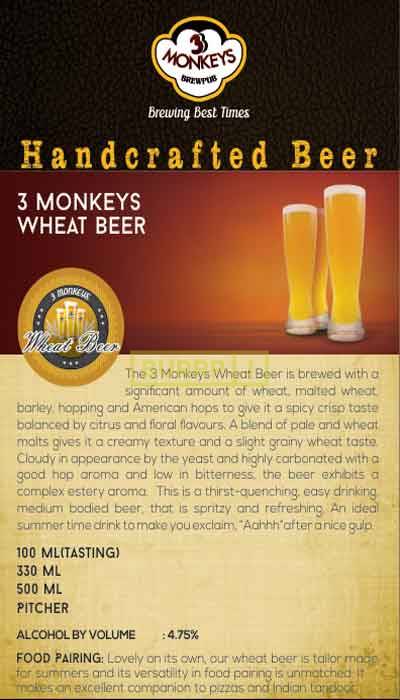 3
MONKEYS
BREWPUB
Brewing Best Times
Handcrafted Beer
3 MONKEYS
WHEAT BEER
3 MONKEYS
Wheat Beer
The 3 Monkeys Wheat Beer is brewed with a
significant amount of wheat, malted wheat,
barley, hopping and American hops to give it a spicy crisp taste
balanced by citrus and floral flavours. A blend of pale and wheat
malts gives it a creamy texture and a slight grainy wheat taste.
Cloudy in appearance by the yeast and highly carbonated with a
good hop aroma and low in bitterness, the beer exhibits a
complex estery aroma. This is a thirst-quenching, easy drinking,
medium bodied beer, that is spritzy and refreshing. An ideal
summer time drink to make you exclaim, "Aahhh"after a nice gulp.
100 ML(TASTING)
330 ML
500 ML
PITCHER
ALCOHOL BY VOLUME : 4.75%
FOOD PAIRING: Lovely on its own, our wheat beer is tailor made
for summers and its versatility in food pairing is unmatched. It
makes an excellent companion to pizzas and Indian tandoor.